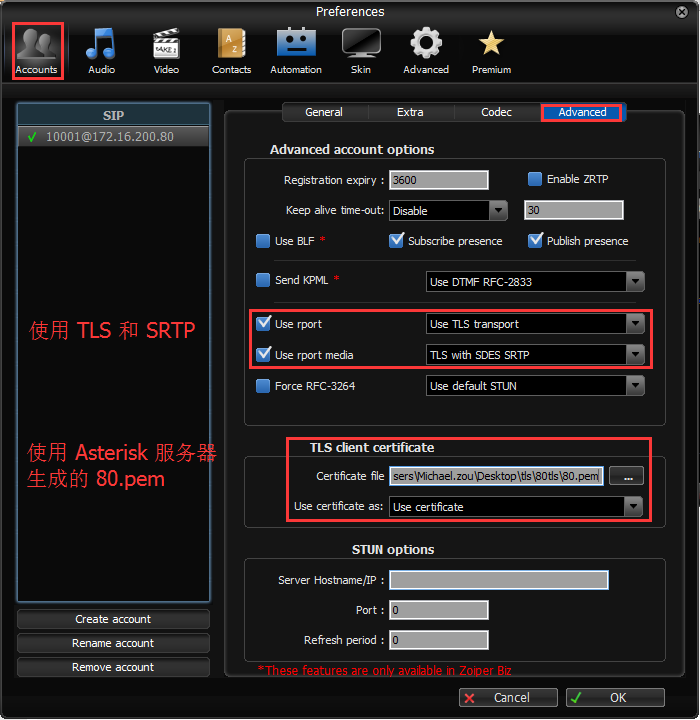 Preferences
Accounts Audio Video Contacts Automation Skin Advanced Premium
SIP
10001@172.16.200.80
使用 TLS 和 SRTP
使用 Asterisk 服务器
生成的 80.pem
Create account
Rename account
Remove account
General Extra Codec Advanced
Advanced account options
Registration expiry : 3600 Enable ZRTP
Keep alive time-out: Disable 30
Use BLF * Subscribe presence Publish presence
Send KPML * Use DTMF RFC-2833
Use rport Use TLS transport
Use rport media TLS with SDES SRTP
Force RFC-3264 Use default STUN
TLS client certificate
Certificate file sers\Michael.zou\Desktop\tls\80tls\80.pem ...
Use certificate as: Use certificate
STUN options
Server Hostname/IP :
Port : 0
Refresh period : 0
*These features are only available in Zoiper Biz
Cancel OK